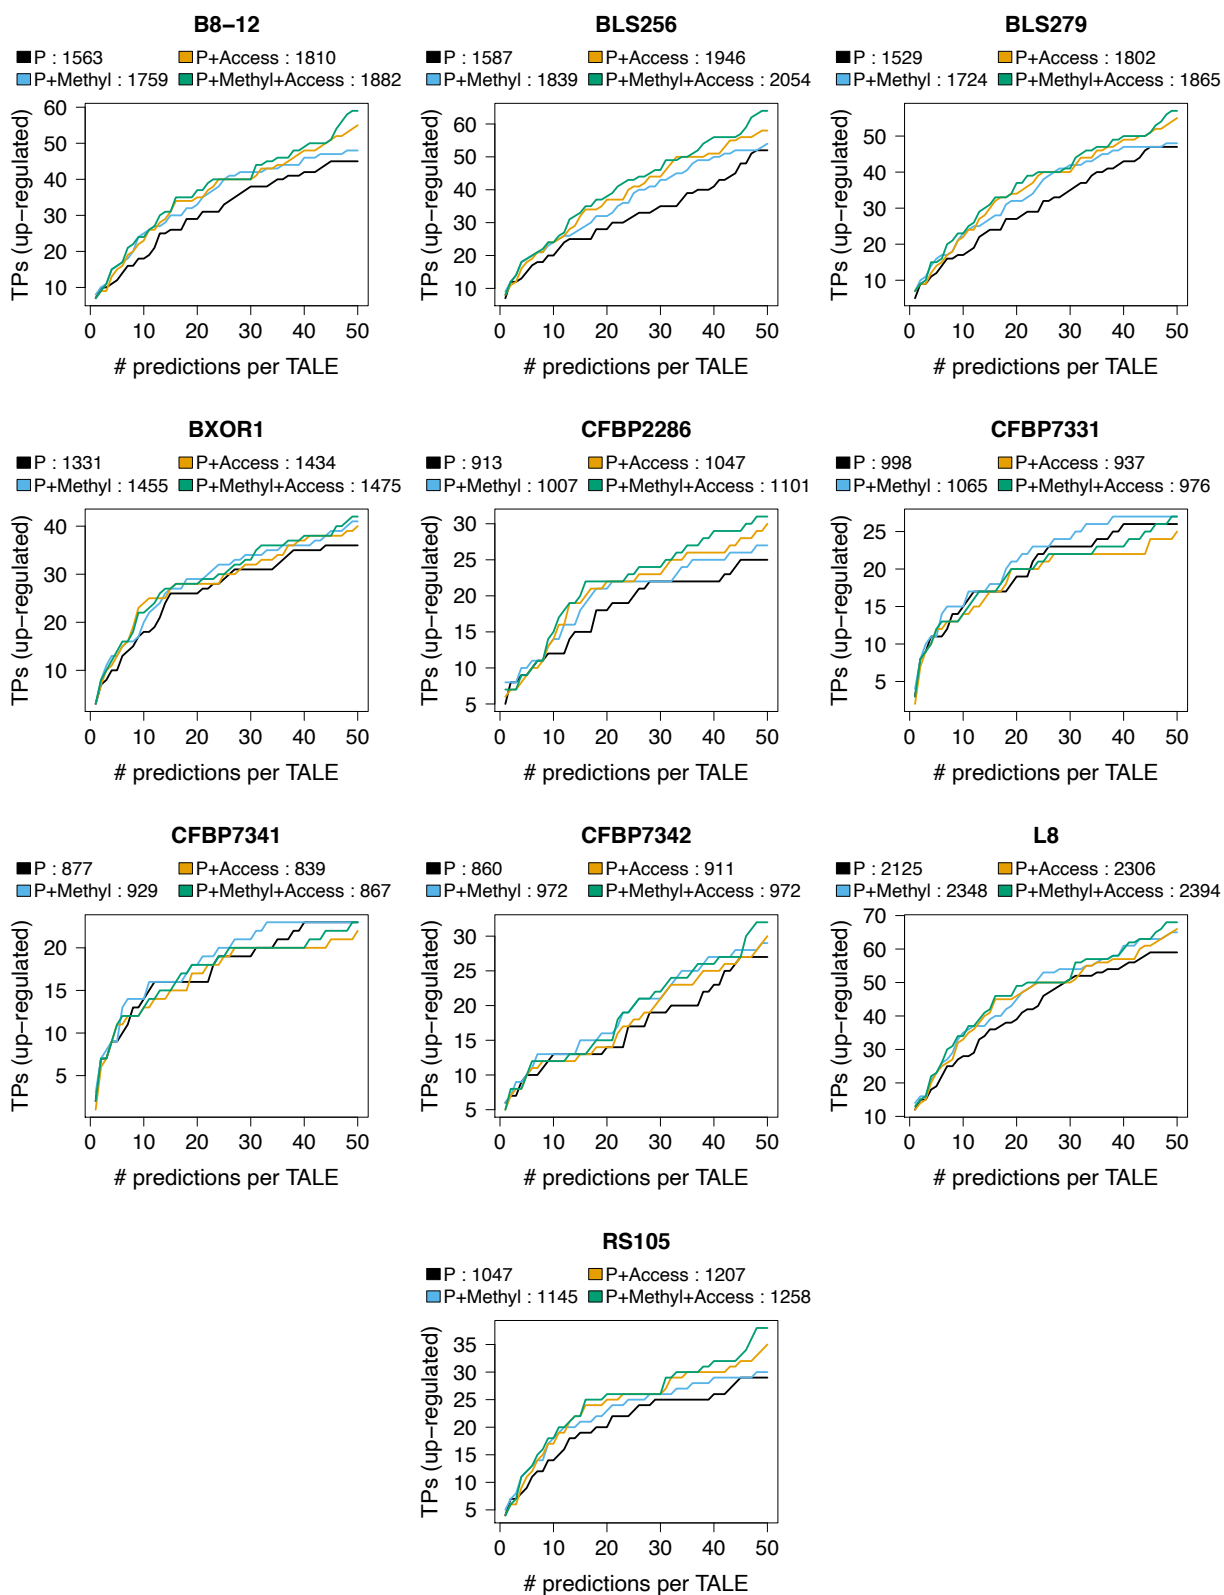 B8−12
P : 1563 P+Access : 1810
P+Methyl : 1759 P+Methyl+Access : 1882
TPs (up−regulated)
60
50
40
30
20
10
0 10 20 30 40 50
# predictions per TALE
BLS256
P : 1587 P+Access : 1946
P+Methyl : 1839 P+Methyl+Access : 2054
TPs (up−regulated)
60
50
40
30
20
10
0 10 20 30 40 50
# predictions per TALE
BLS279
P : 1529 P+Access : 1802
P+Methyl : 1724 P+Methyl+Access : 1865
TPs (up−regulated)
50
40
30
20
10
0 10 20 30 40 50
# predictions per TALE
BXOR1
P : 1331 P+Access : 1434
P+Methyl : 1455 P+Methyl+Access : 1475
TPs (up−regulated)
40
30
20
10
0 10 20 30 40 50
# predictions per TALE
CFBP2286
P : 913 P+Access : 1047
P+Methyl : 1007 P+Methyl+Access : 1101
TPs (up−regulated)
30
25
20
15
10
5
0 10 20 30 40 50
# predictions per TALE
CFBP7331
P : 998 P+Access : 937
P+Methyl : 1065 P+Methyl+Access : 976
TPs (up−regulated)
25
20
15
10
5
0 10 20 30 40 50
# predictions per TALE
CFBP7341
P : 877 P+Access : 839
P+Methyl : 929 P+Methyl+Access : 867
TPs (up−regulated)
20
15
10
5
0 10 20 30 40 50
# predictions per TALE
CFBP7342
P : 860 P+Access : 911
P+Methyl : 972 P+Methyl+Access : 972
TPs (up−regulated)
30
25
20
15
10
5
0 10 20 30 40 50
# predictions per TALE
L8
P : 2125 P+Access : 2306
P+Methyl : 2348 P+Methyl+Access : 2394
TPs (up−regulated)
70
60
50
40
30
20
10
0 10 20 30 40 50
# predictions per TALE
RS105
P : 1047 P+Access : 1207
P+Methyl : 1145 P+Methyl+Access : 1258
TPs (up−regulated)
35
30
25
20
15
10
5
0 10 20 30 40 50
# predictions per TALE